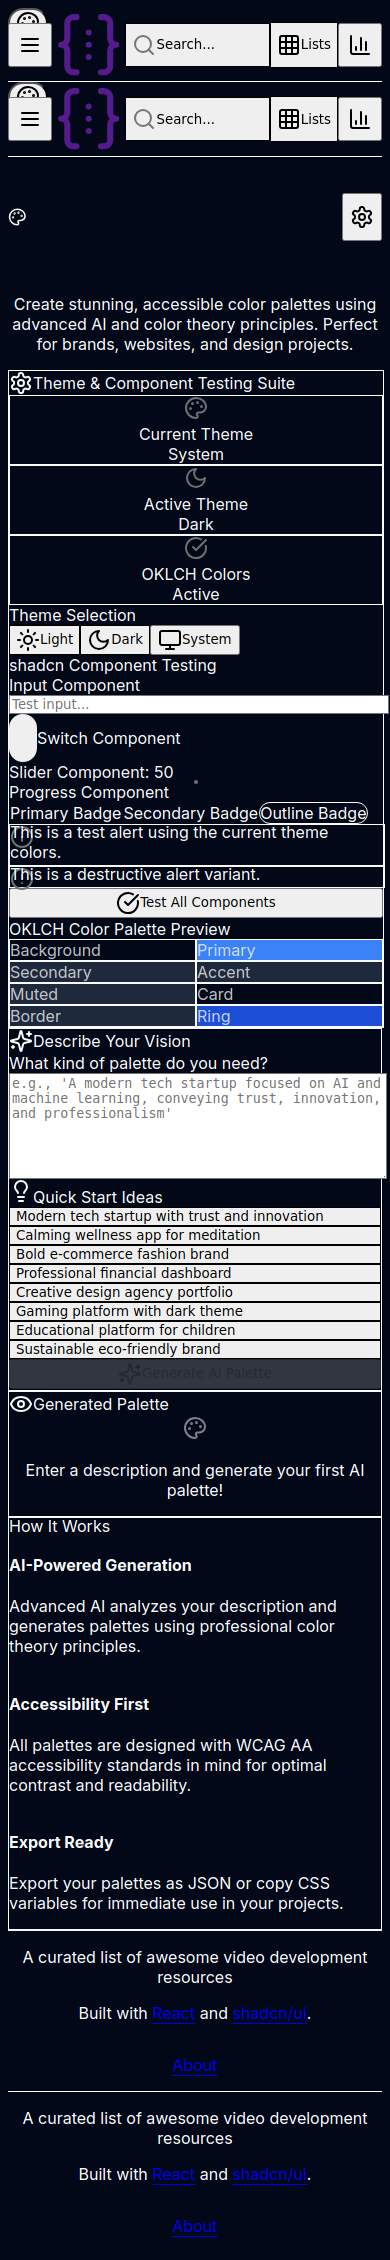 Search...
Lists
Search...
Lists
Create stunning, accessible color palettes using
advanced AI and color theory principles. Perfect
for brands, websites, and design projects.
Theme & Component Testing Suite
Current Theme
System
Active Theme
Dark
OKLCH Colors
Active
Theme Selection
Light
Dark
System
shadcn Component Testing
Input Component
Test input...
Switch Component
Slider Component: 50
Progress Component
Primary Badge Secondary Badge Outline Badge
This is a test alert using the current theme
colors.
This is a destructive alert variant.
Test All Components
OKLCH Color Palette Preview
Background
Primary
Secondary
Accent
Muted
Card
Border
Ring
Describe Your Vision
What kind of palette do you need?
e.g., 'A modern tech startup focused on AI and
machine learning, conveying trust, innovation,
and professionalism'
Quick Start Ideas
Modern tech startup with trust and innovation
Calming wellness app for meditation
Bold e-commerce fashion brand
Professional financial dashboard
Creative design agency portfolio
Gaming platform with dark theme
Educational platform for children
Sustainable eco-friendly brand
Generate AI Palette
Generated Palette
Enter a description and generate your first AI
palette!
How It Works
AI-Powered Generation
Advanced AI analyzes your description and
generates palettes using professional color
theory principles.
Accessibility First
All palettes are designed with WCAG AA
accessibility standards in mind for optimal
contrast and readability.
Export Ready
Export your palettes as JSON or copy CSS
variables for immediate use in your projects.
A curated list of awesome video development
resources
Built with React and shadcn/ui.
About
A curated list of awesome video development
resources
Built with React and shadcn/ui.
About